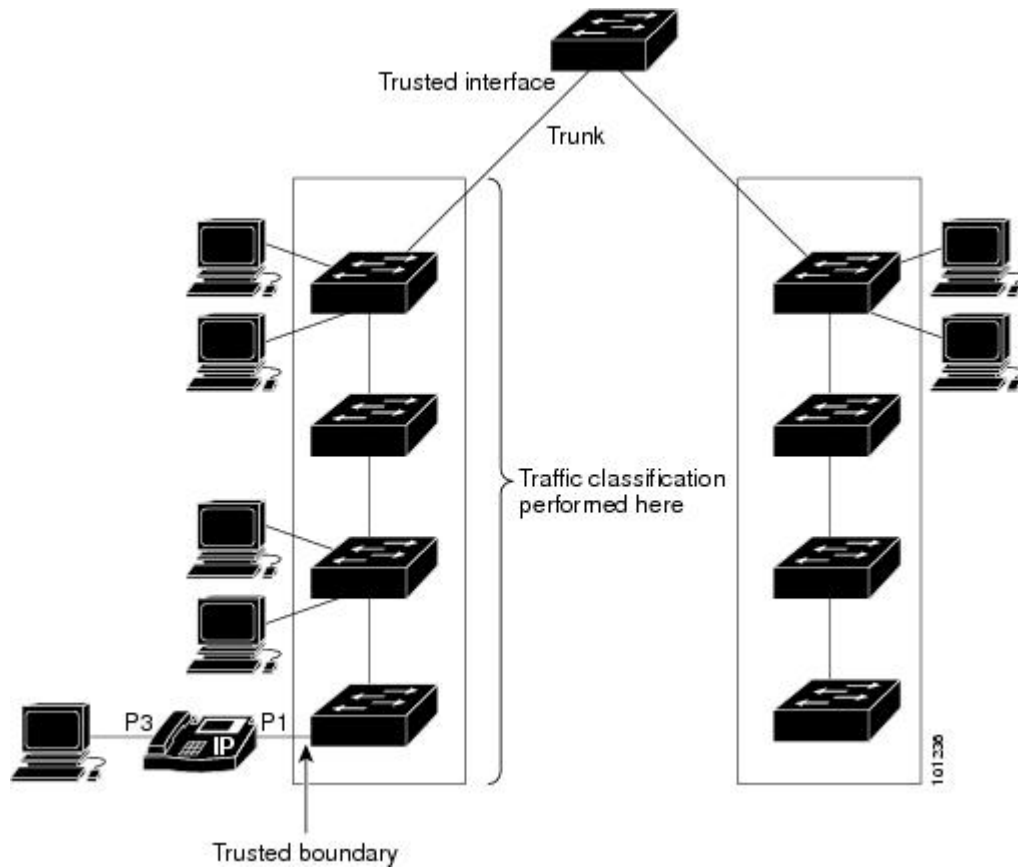 Trusted interface
Trunk
Traffic classification
performed here
P3
IP
P1
101236
Trusted boundary